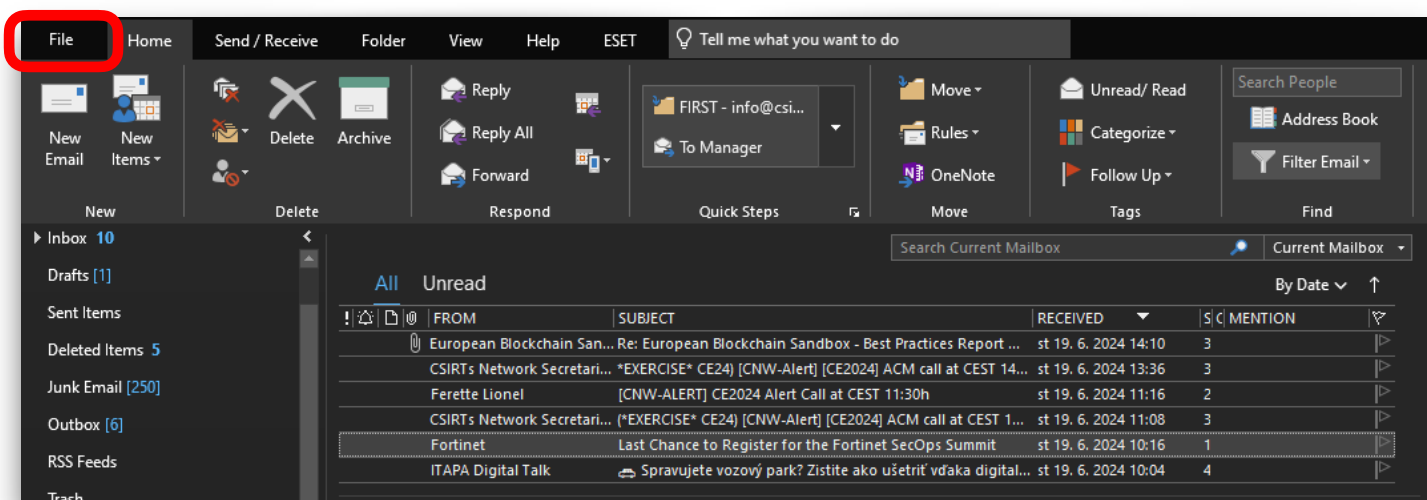 File Home Send / Receive Folder View Help ESET Tell me what you want to do
New Email
New Items
Delete
Archive
Reply
Reply All
Forward
FIRST - info@csi...
To Manager
Move
Rules
OneNote
Unread/ Read
Categorize
Follow Up
Search People
Address Book
Filter Email
New Delete Respond Quick Steps Move Tags Find
Inbox 10
Drafts [1]
Sent Items
Deleted Items 5
Junk Email [250]
Outbox [6]
RSS Feeds
Trash
Search Current Mailbox Current Mailbox
All Unread By Date
! FROM SUBJECT RECEIVED S C MENTION
European Blockchain San... Re: European Blockchain Sandbox - Best Practices Report ... st 19. 6. 2024 14:10 3
CSIRTs Network Secretari... *EXERCISE* CE24) [CNW-Alert] [CE2024] ACM call at CEST 14... st 19. 6. 2024 13:36 3
Ferette Lionel [CNW-ALERT] CE2024 Alert Call at CEST 11:30h st 19. 6. 2024 11:16 2
CSIRTs Network Secretari... (*EXERCISE* CE24) [CNW-Alert] [CE2024] ACM call at CEST 1... st 19. 6. 2024 11:08 3
Fortinet Last Chance to Register for the Fortinet SecOps Summit st 19. 6. 2024 10:16 1
ITAPA Digital Talk Spravujete vozový park? Zistite ako ušetriť vďaka digital... st 19. 6. 2024 10:04 4